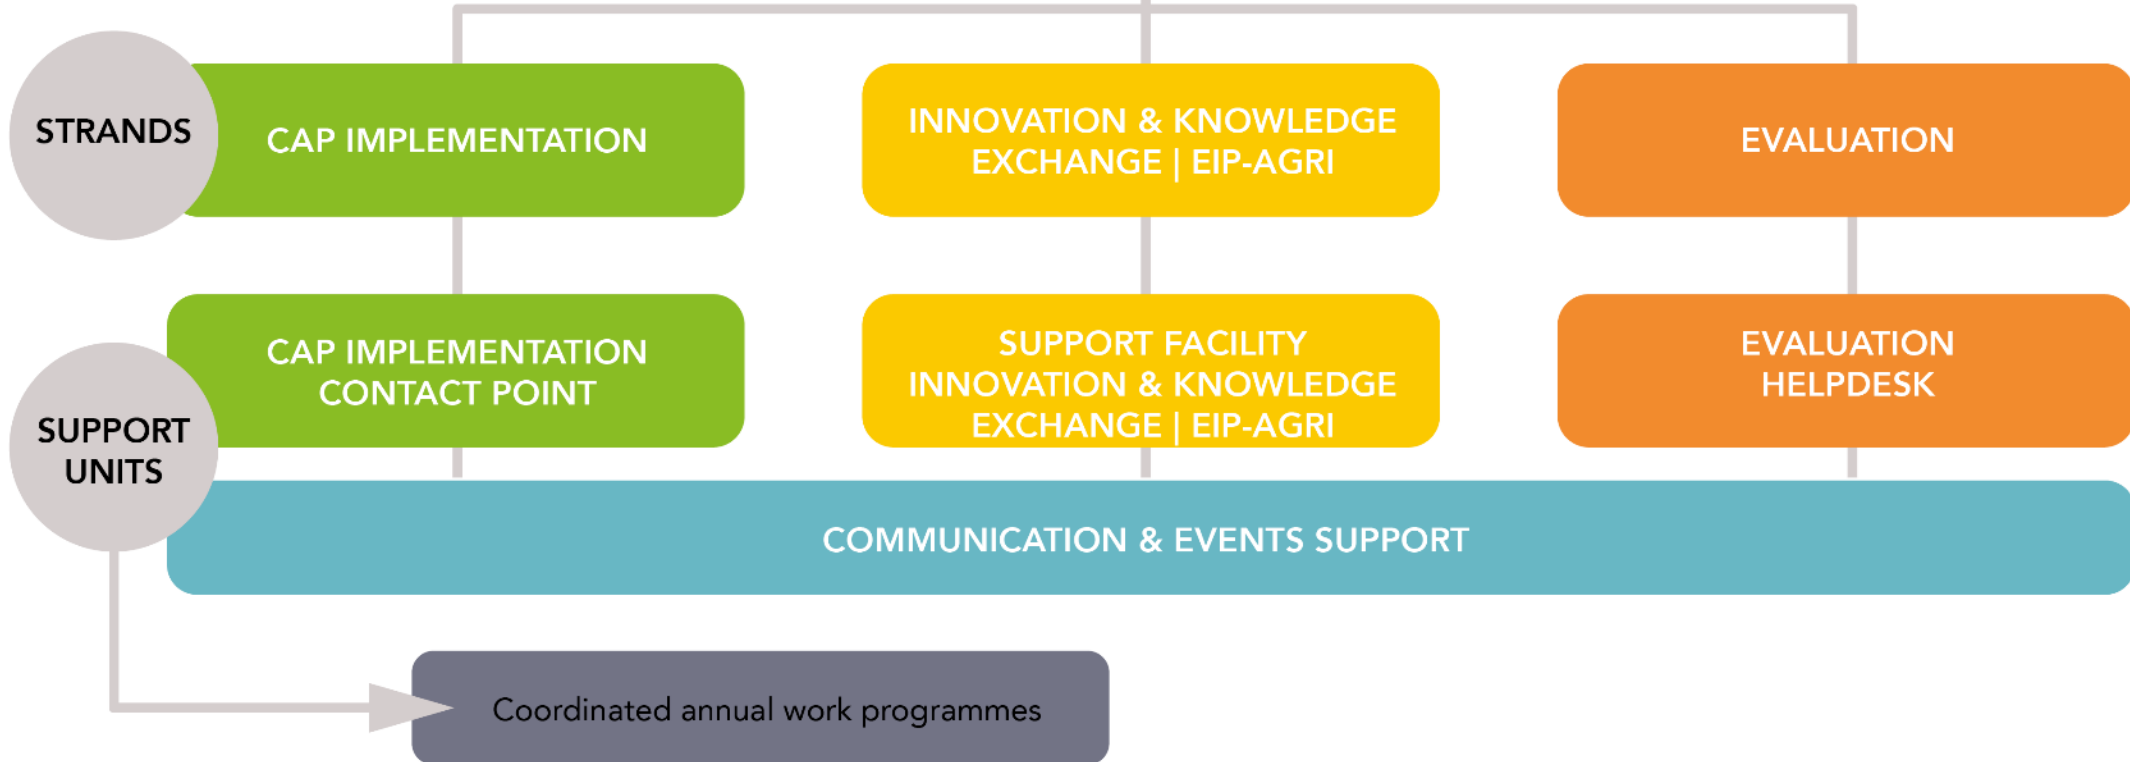 STRANDS
CAP IMPLEMENTATION
INNOVATION & KNOWLEDGE
EXCHANGE | EIP-AGRI
EVALUATION
SUPPORT
UNITS
CAP IMPLEMENTATION
CONTACT POINT
SUPPORT FACILITY
INNOVATION & KNOWLEDGE
EXCHANGE | EIP-AGRI
EVALUATION
HELPDESK
COMMUNICATION & EVENTS SUPPORT
Coordinated annual work programmes